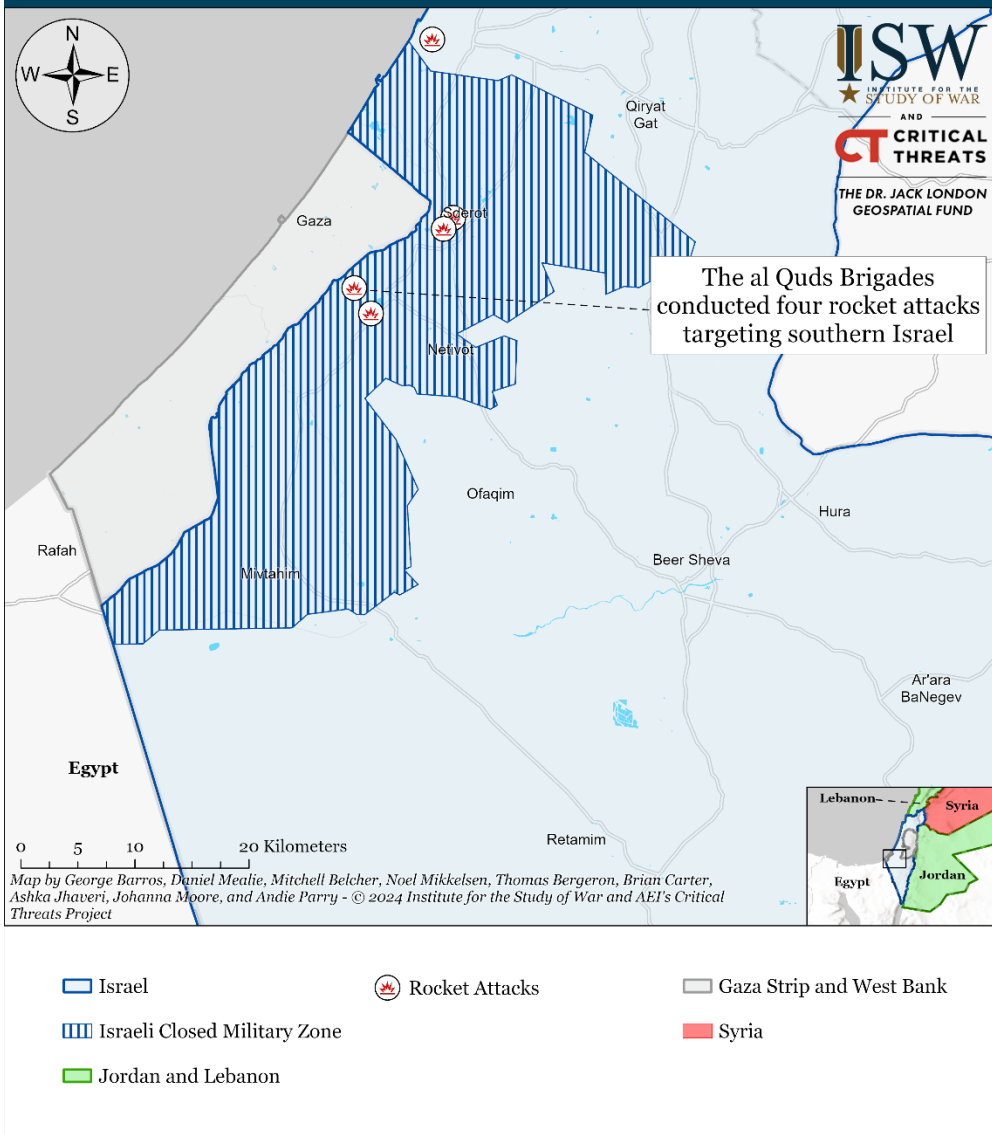 N
W E
S
ISW
INSTITUTE FOR THE
STUDY OF WAR
AND
CT CRITICAL
THREATS
THE DR. JACK LONDON
GEOSPATIAL FUND
Qiryat
Gat
Gaza
Sderot
The al Quds Brigades
conducted four rocket attacks
targeting southern Israel
Netivot
Ofaqim
Hura
Rafah
Beer Sheva
Mivtahim
Ar'ara
BaNegev
Egypt
Retamim
0 5 10 20 Kilometers
Map by George Barros, Daniel Mealie, Mitchell Belcher, Noel Mikkelsen, Thomas Bergeron, Brian Carter,
Ashka Jhaveri, Johanna Moore, and Andie Parry - © 2024 Institute for the Study of War and AEI's Critical
Threats Project
Lebanon
Syria
Egypt
Jordan
Israel
Rocket Attacks
Gaza Strip and West Bank
Israeli Closed Military Zone
Syria
Jordan and Lebanon